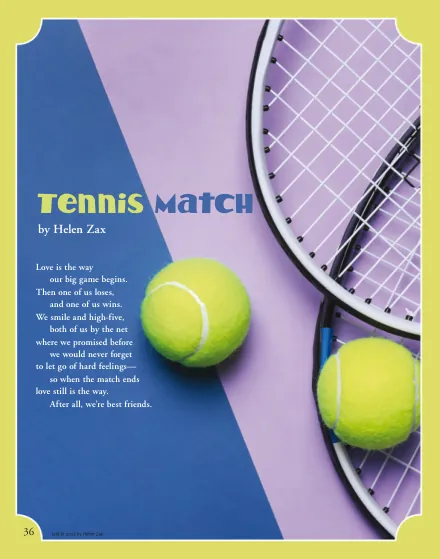 Tennis Match
by Helen Zax
Love is the way
our big game begins.
Then one of us loses,
and one of us wins.
We smile and high-five,
both of us by the net
where we promised before
we would never forget
to let go of hard feelings—
so when the match ends
love still is the way.
After all, we're best friends.
36
by Helen Zax